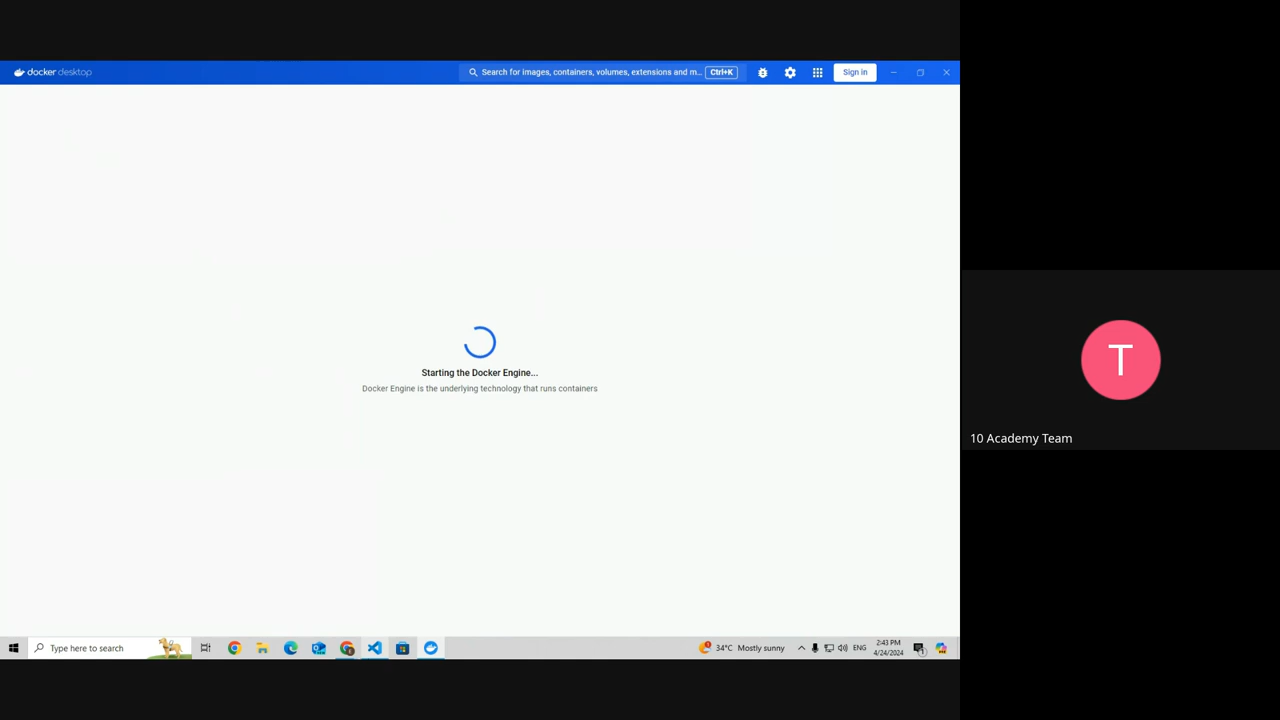 docker desktop
Search for images, containers, volumes, extensions and m...
Ctrl+K
Sign in
Starting the Docker Engine...
Docker Engine is the underlying technology that runs containers
T
10 Academy Team
Type here to search
34°C Mostly sunny
ENG
2:43 PM
4/24/2024